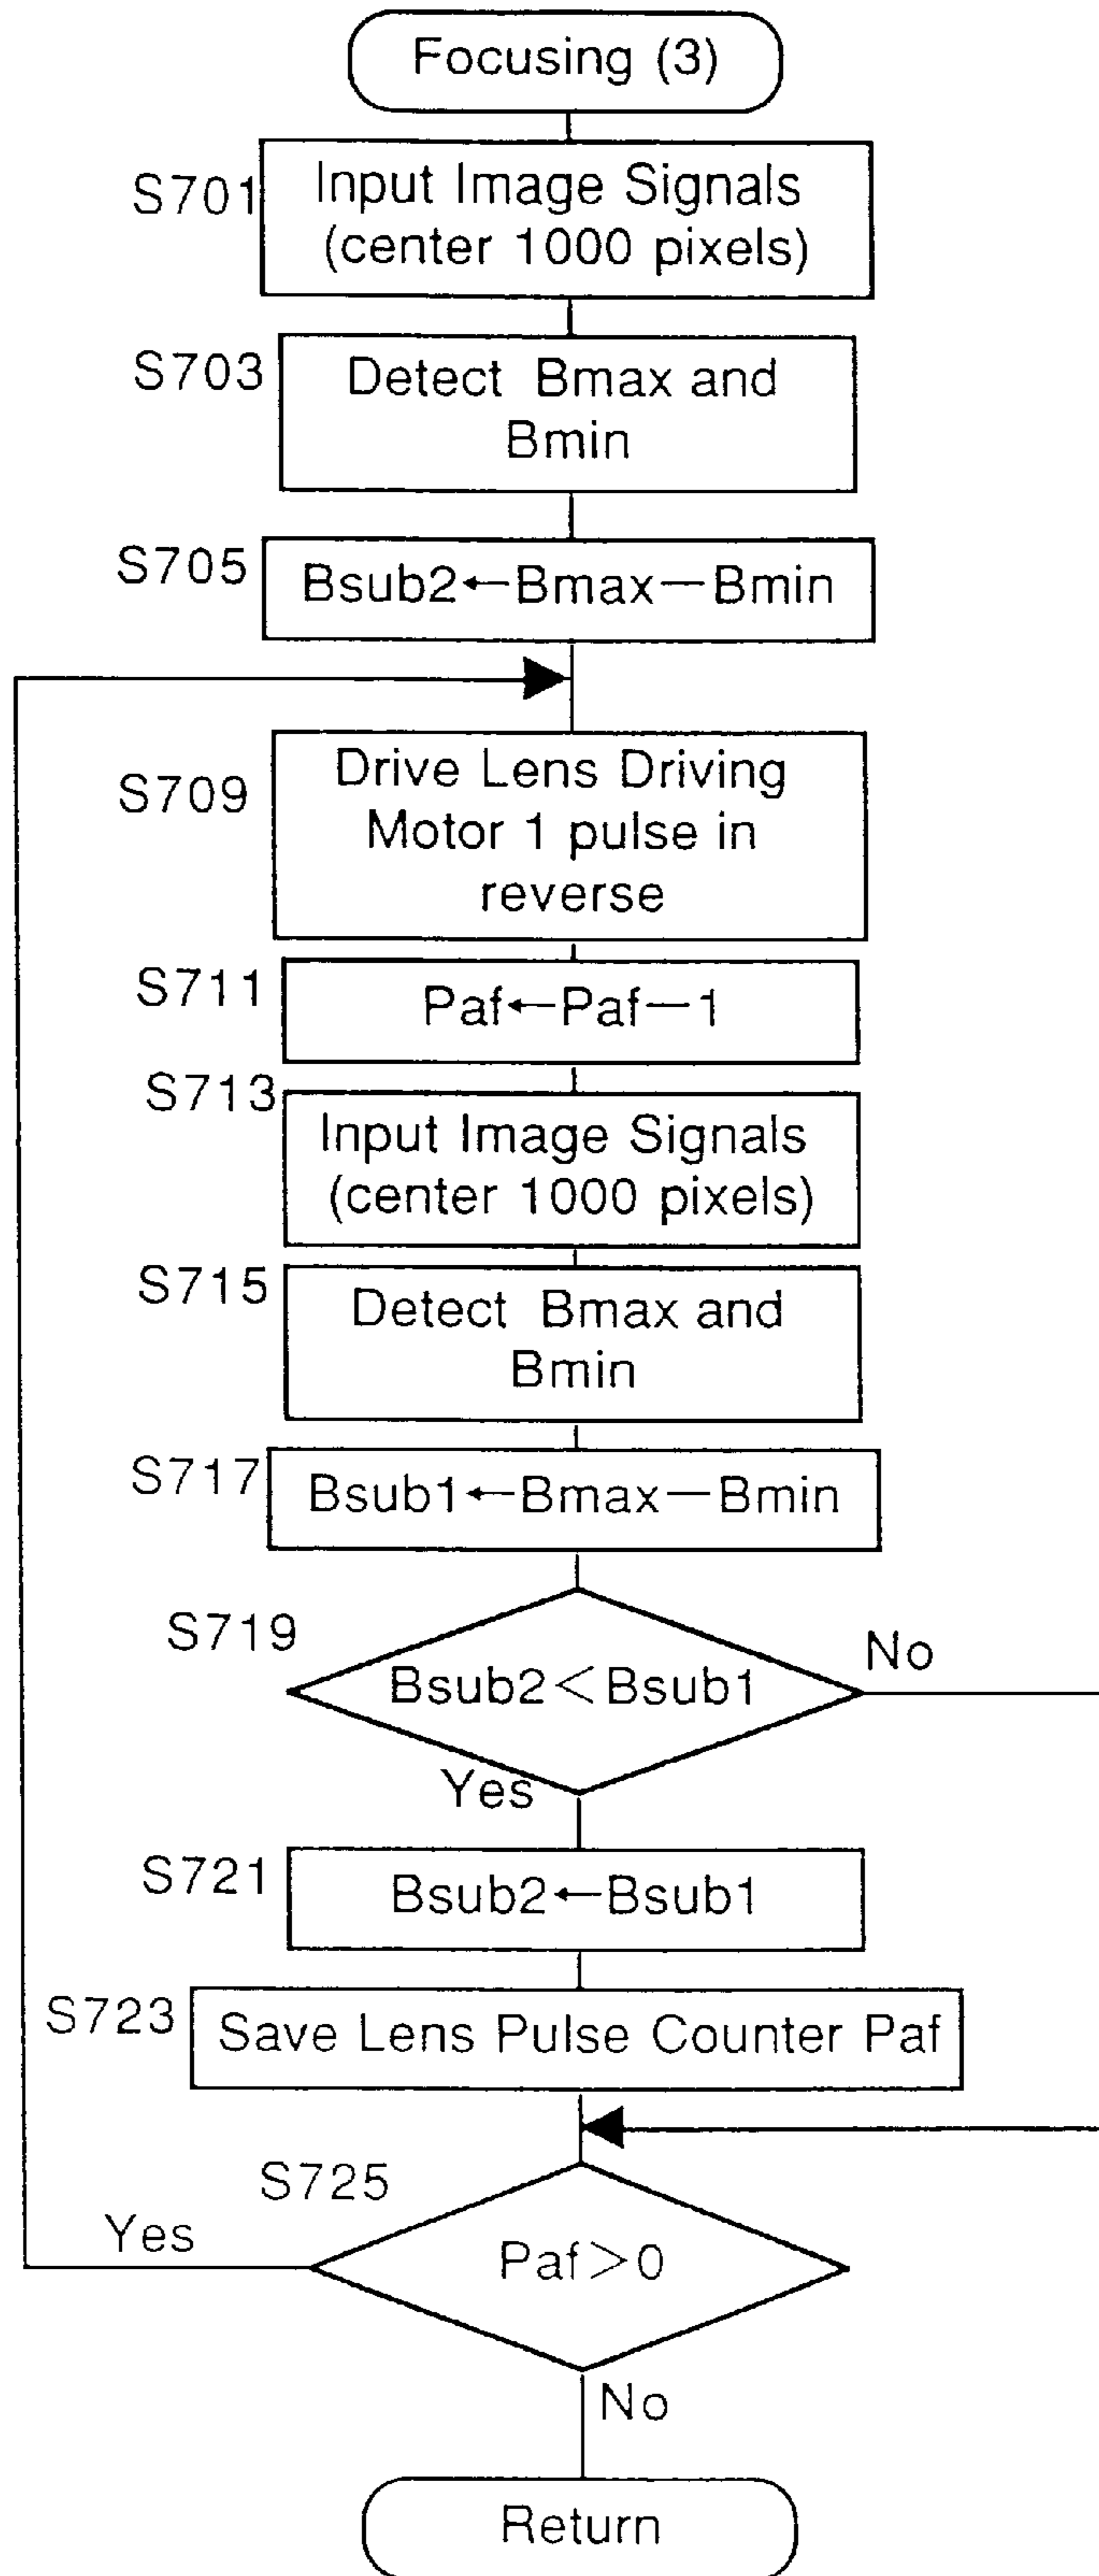 Focusing (3)
S701
Input Image Signals
(center 1000 pixels)
S703
Detect Bmax and
Bmin
S705
Bsub2←Bmax−Bmin
S709
Drive Lens Driving
Motor 1 pulse in
reverse
S711
Paf←Paf−1
S713
Input Image Signals
(center 1000 pixels)
S715
Detect Bmax and
Bmin
S717
Bsub1←Bmax−Bmin
S719
Bsub2<Bsub1
No
Yes
S721
Bsub2←Bsub1
S723
Save Lens Pulse Counter Paf
S725
Yes
Paf>0
No
Return